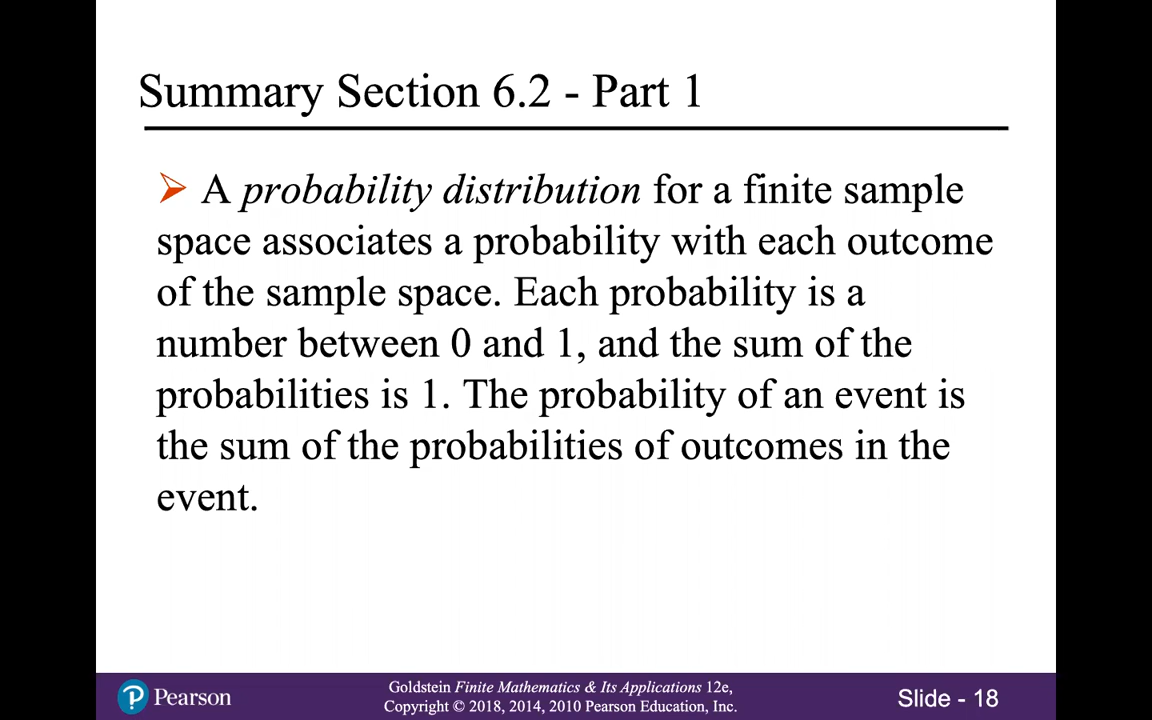 Summary Section 6.2 - Part 1
➢ A probability distribution for a finite sample
space associates a probability with each outcome
of the sample space. Each probability is a
number between 0 and 1, and the sum of the
probabilities is 1. The probability of an event is
the sum of the probabilities of outcomes in the
event.
Pearson
Goldstein Finite Mathematics & Its Applications 12e,
Copyright © 2018, 2014, 2010 Pearson Education, Inc.
Slide - 18